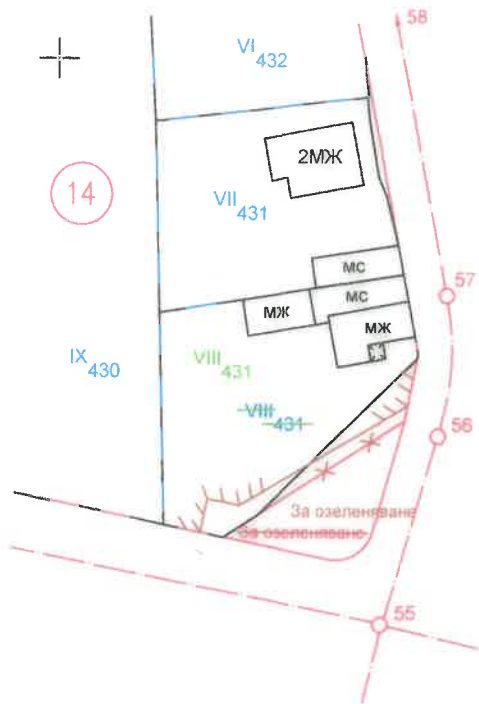 58
VI 432
14
2МЖ
VII 431
МС
57
МЖ
МС
МЖ
IX 430
VIII 431
VIII 431
56
За озеленяване
За озеленяване
55